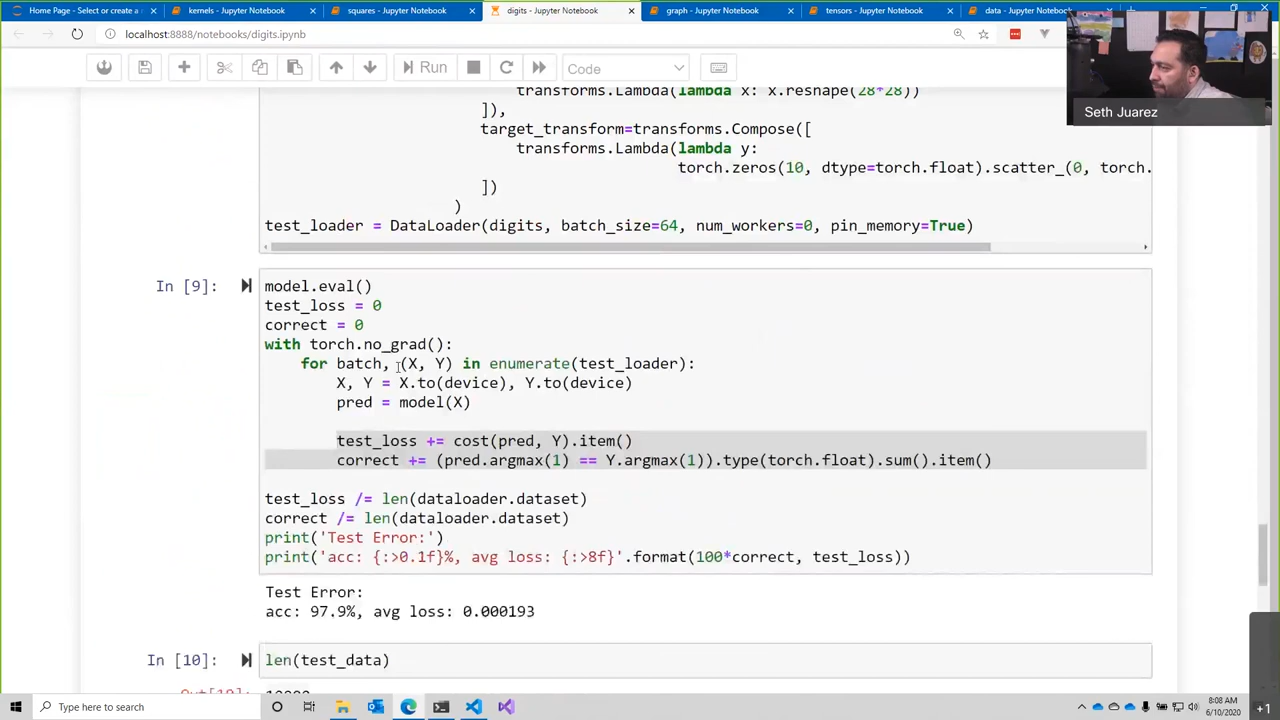 Home Page - Select or create a n
kernels - Jupyter Notebook
squares - Jupyter Notebook
digits - Jupyter Notebook
graph - Jupyter Notebook
tensors - Jupyter Notebook
data - Jupyter Notebook
localhost:8888/notebooks/digits.ipynb
Run
Code
Seth Juarez
transforms.Lambda(lambda x: x.reshape(28*28))
]),
target_transform=transforms.Compose([
transforms.Lambda(lambda y:
torch.zeros(10, dtype=torch.float).scatter_(0, torch.
])
)
test_loader = DataLoader(digits, batch_size=64, num_workers=0, pin_memory=True)
In [9]:
model.eval()
test_loss = 0
correct = 0
with torch.no_grad():
for batch, (X, Y) in enumerate(test_loader):
X, Y = X.to(device), Y.to(device)
pred = model(X)
test_loss += cost(pred, Y).item()
correct += (pred.argmax(1) == Y.argmax(1)).type(torch.float).sum().item()
test_loss /= len(dataloader.dataset)
correct /= len(dataloader.dataset)
print('Test Error:')
print('acc: {:>0.1f}%, avg loss: {:>8f}'.format(100*correct, test_loss))
Test Error:
acc: 97.9%, avg loss: 0.000193
In [10]:
len(test_data)
Type here to search
8:08 AM
6/10/2020
+1